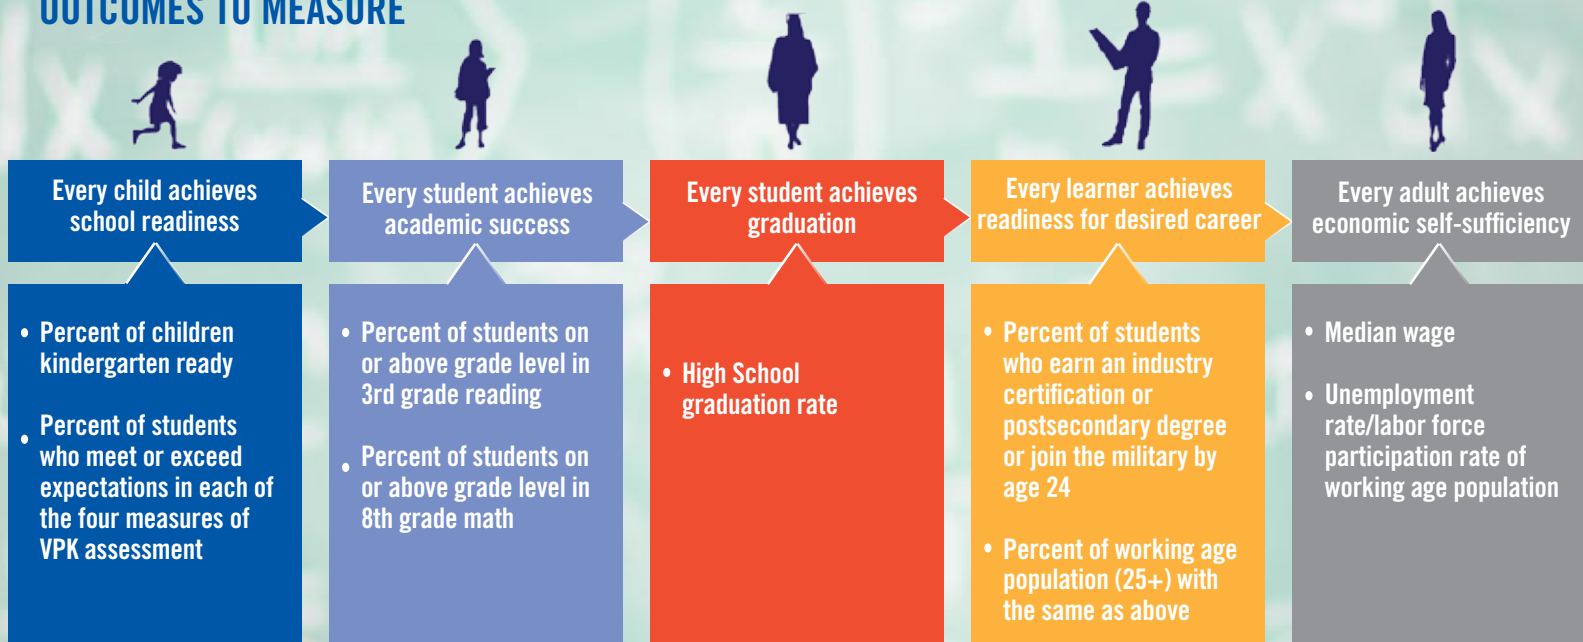 OUTCOMES TO MEASURE
Every child achieves
school readiness
Every student achieves
academic success
Every student achieves
graduation
Every learner achieves
readiness for desired career
Every adult achieves
economic self-sufficiency
• Percent of children
kindergarten ready
• Percent of students
who meet or exceed
expectations in each of
the four measures of
VPK assessment
• Percent of students on
or above grade level in
3rd grade reading
• Percent of students on
or above grade level in
8th grade math
• High School
graduation rate
• Percent of students
who earn an industry
certification or
postsecondary degree
or join the military by
age 24
• Percent of working age
population (25+) with
the same as above
• Median wage
• Unemployment
rate/labor force
participation rate of
working age population